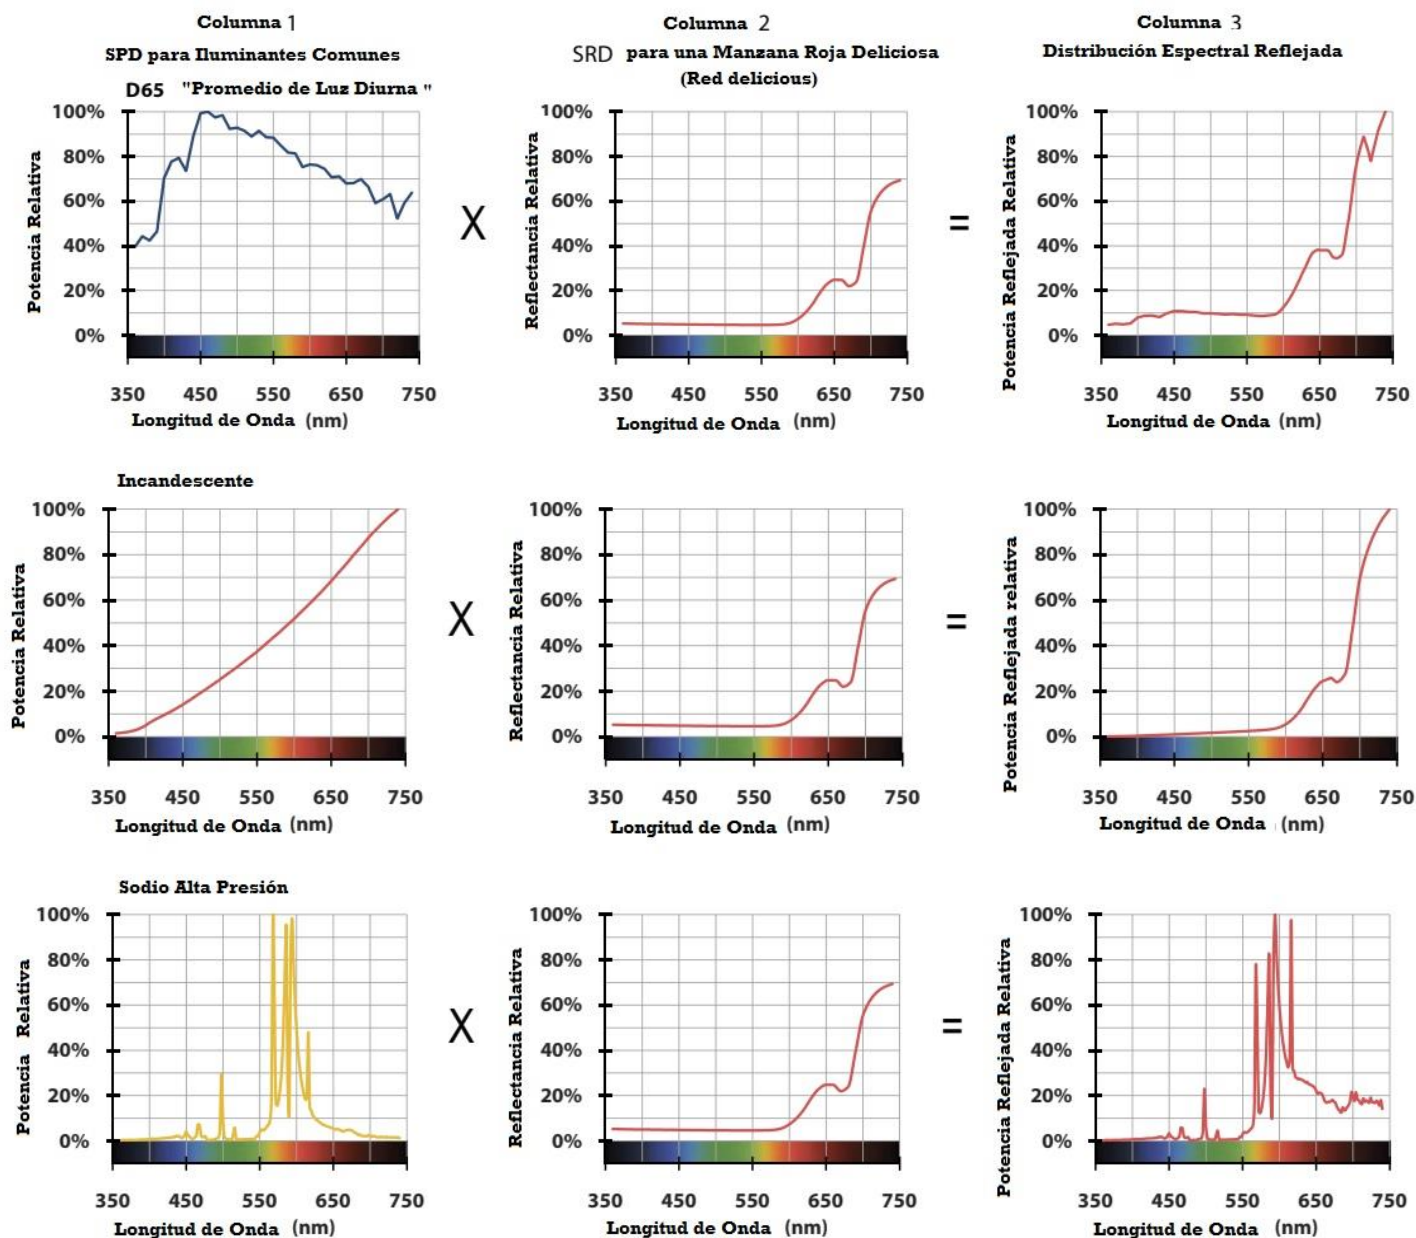 Columna 1
SPD para Iluminantes Comunes
Columna 2
SRD para una Manzana Roja Deliciosa
(Red delicious)
Columna 3
Distribución Espectral Reflejada
D65 "Promedio de Luz Diurna "
Potencia Relativa
100%
80%
60%
40%
20%
0%
350 450 550 650 750
Longitud de Onda (nm)
X
Reflectancia Relativa
100%
80%
60%
40%
20%
0%
350 450 550 650 750
Longitud de Onda (nm)
=
Potencia Reflejada Relativa
100%
80%
60%
40%
20%
0%
350 450 550 650 750
Longitud de Onda (nm)
Incandescente
Potencia Relativa
100%
80%
60%
40%
20%
0%
350 450 550 650 750
Longitud de Onda (nm)
X
Reflectancia Relativa
100%
80%
60%
40%
20%
0%
350 450 550 650 750
Longitud de Onda (nm)
=
Potencia Reflejada relativa
100%
80%
60%
40%
20%
0%
350 450 550 650 750
Longitud de Onda (nm)
Sodio Alta Presión
Potencia Relativa
100%
80%
60%
40%
20%
0%
350 450 550 650 750
Longitud de Onda (nm)
X
Reflectancia Relativa
100%
80%
60%
40%
20%
0%
350 450 550 650 750
Longitud de Onda (nm)
=
Potencia Reflejada Relativa
100%
80%
60%
40%
20%
0%
350 450 550 650 750
Longitud de Onda (nm)